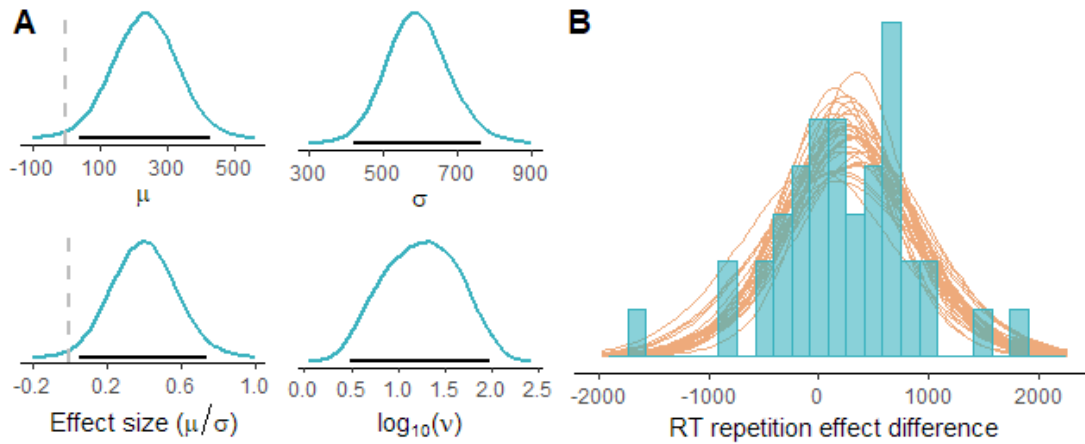 A
-100 100 300 500
μ
300 500 700 900
σ
-0.2 0.2 0.6 1.0
Effect size (μ/σ)
0.0 0.5 1.0 1.5 2.0 2.5
log₁₀(ν)
B
-2000 -1000 0 1000 2000
RT repetition effect difference